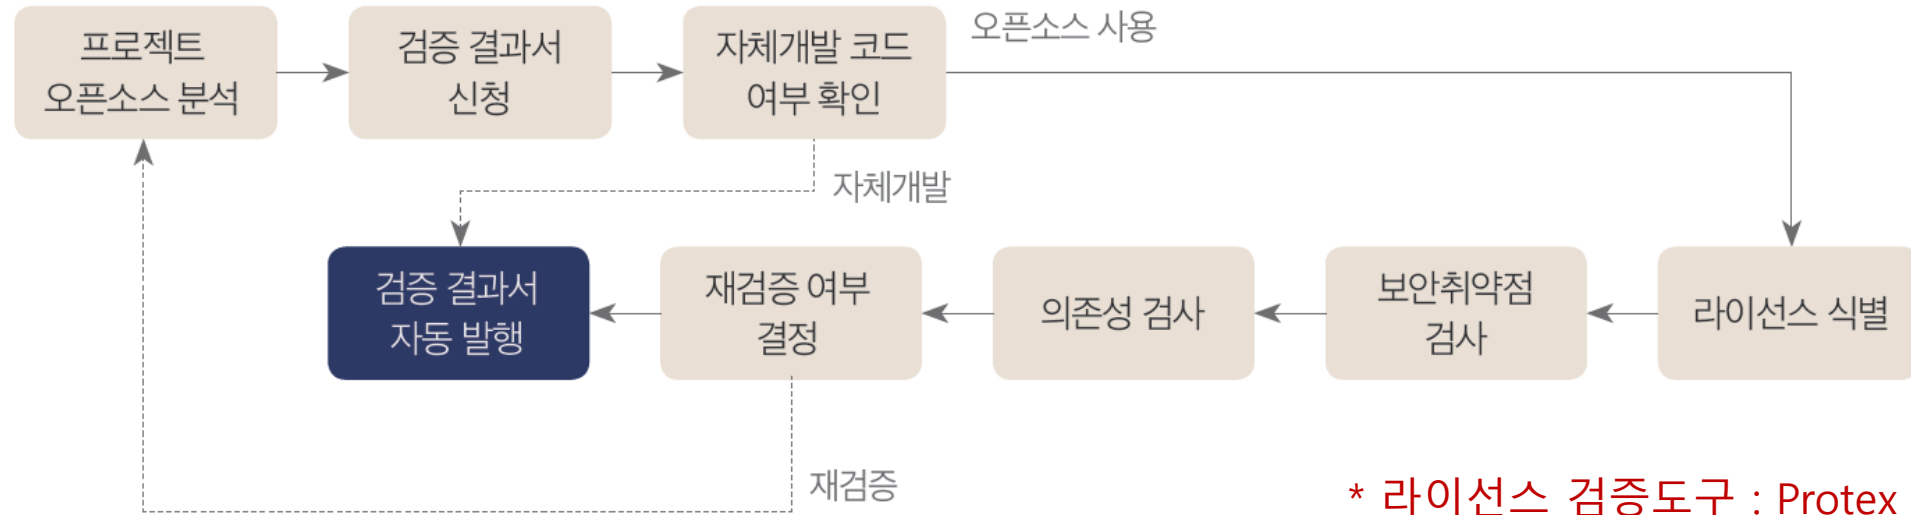 프로젝트
오픈소스 분석
검증 결과서
신청
자체개발 코드
여부 확인
오픈소스 사용
자체개발
검증 결과서
자동 발행
재검증 여부
결정
의존성 검사
보안취약점
검사
라이선스 식별
재검증
* 라이선스 검증도구 : Protex